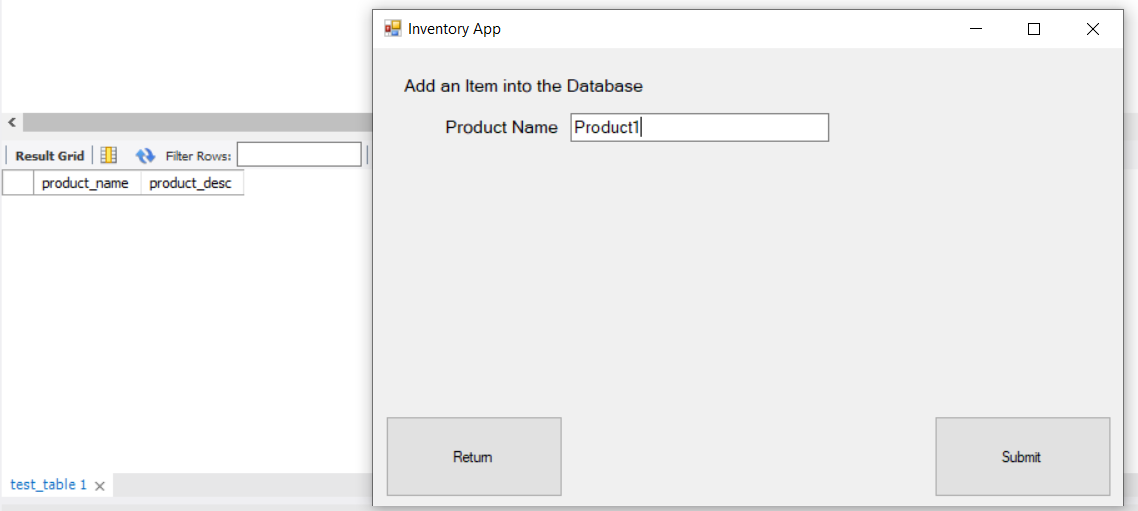 Inventory App
Add an Item into the Database
Product Name Product1
Result Grid Filter Rows:
product_name product_desc
Return Submit
test_table 1